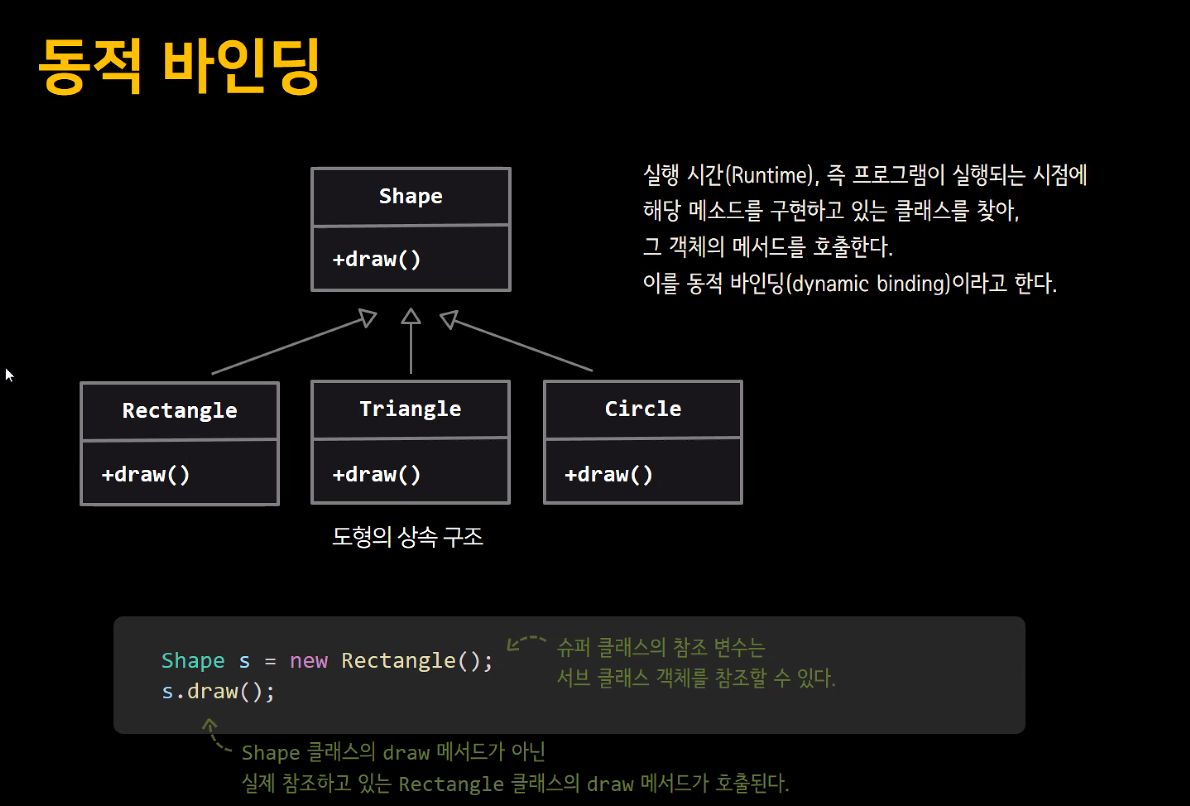 동적 바인딩
Shape
+draw()
실행 시간(Runtime), 즉 프로그램이 실행되는 시점에
해당 메소드를 구현하고 있는 클래스를 찾아,
그 객체의 메서드를 호출한다.
이를 동적 바인딩(dynamic binding)이라고 한다.
Rectangle
+draw()
Triangle
+draw()
Circle
+draw()
도형의 상속 구조
Shape s = new Rectangle();
s.draw();
슈퍼 클래스의 참조 변수는
서브 클래스 객체를 참조할 수 있다.
Shape 클래스의 draw 메서드가 아닌
실제 참조하고 있는 Rectangle 클래스의 draw 메서드가 호출된다.